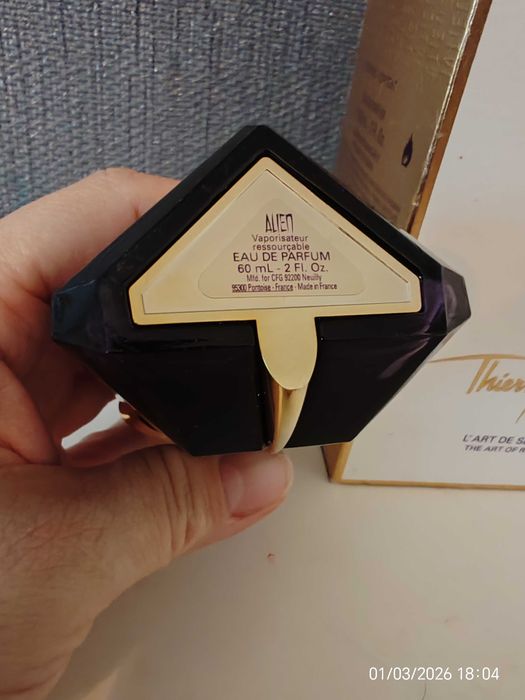 ALIEN
Vaporisateur
ressourçable
EAU DE PARFUM
60 mL - 2 Fl. Oz.
Mfd. for CFG 92200 Neuilly
95300 Pontoise - France - Made in France
Thier
L'ART DE S
THE ART OF R
01/03/2026 18:04